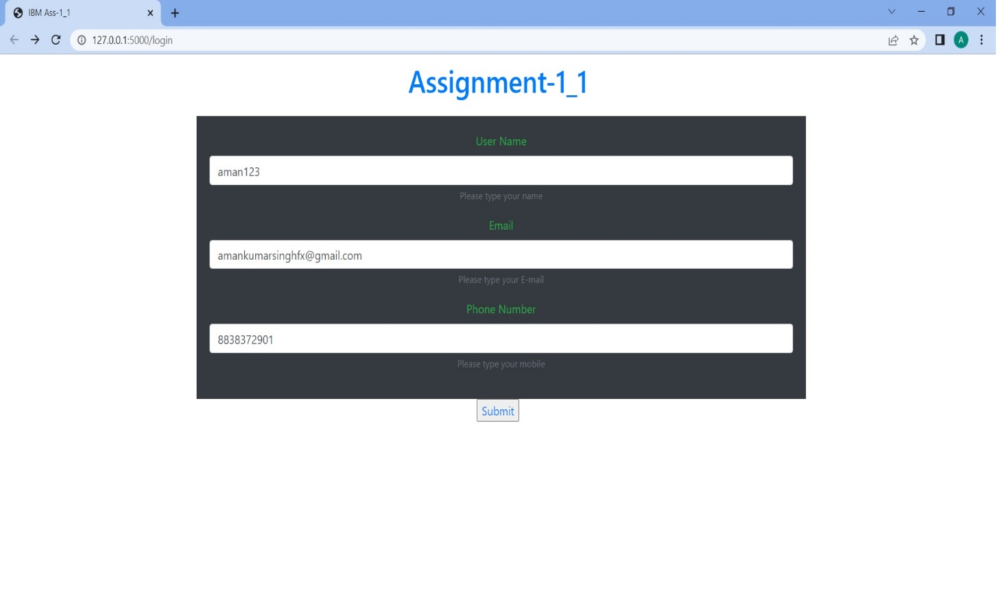 IBM Ass-1_1
127.0.0.1:5000/login
A
Assignment-1_1
User Name
aman123
Please type your name
Email
amankumarsinghfx@gmail.com
Please type your E-mail
Phone Number
8838372901
Please type your mobile
Submit